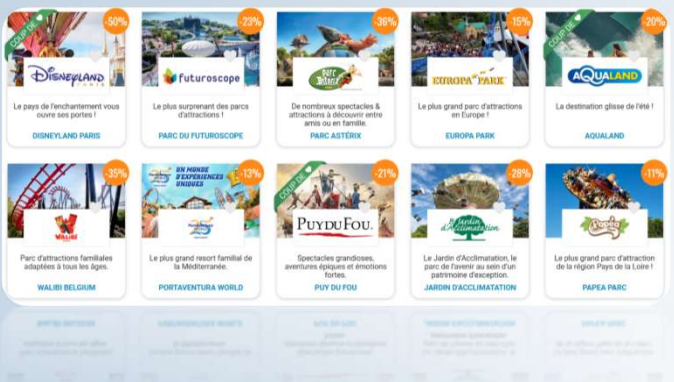 COUP DE
-50%
Disneyland
PARIS
Le pays de l'enchantement vous
ouvre ses portes !
DISNEYLAND PARIS
-23%
futuroscope
Le plus surprenant des parcs
d'attractions !
PARC DU FUTUROSCOPE
-36%
Parc
Astérix
De nombreux spectacles &
attractions à découvrir entre
amis ou en famille.
PARC ASTÉRIX
-15%
EUROPA PARK
Le plus grand parc d'attractions
en Europe !
EUROPA PARK
COUP DE
-20%
AQUALAND
La destination glisse de l'été !
AQUALAND
-35%
WALIBI
Parc d'attractions familiales
adaptées à tous les âges.
WALIBI BELGIUM
UN MONDE
D'EXPÉRIENCES
UNIQUES
-13%
Le plus grand resort familial de
la Méditerranée.
PORTAVENTURA WORLD
COUP DE
-21%
PUY DU FOU.
Spectacles grandioses,
aventures épiques et émotions
fortes.
PUY DU FOU
-28%
le Jardin
d'Acclimatation
Le Jardin d'Acclimatation, le
parc de l'avenir au sein d'un
patrimoine d'exception.
JARDIN D'ACCLIMATATION
-11%
Papéa
Le plus grand parc d'attraction
de la région Pays de la Loire !
PAPEA PARC